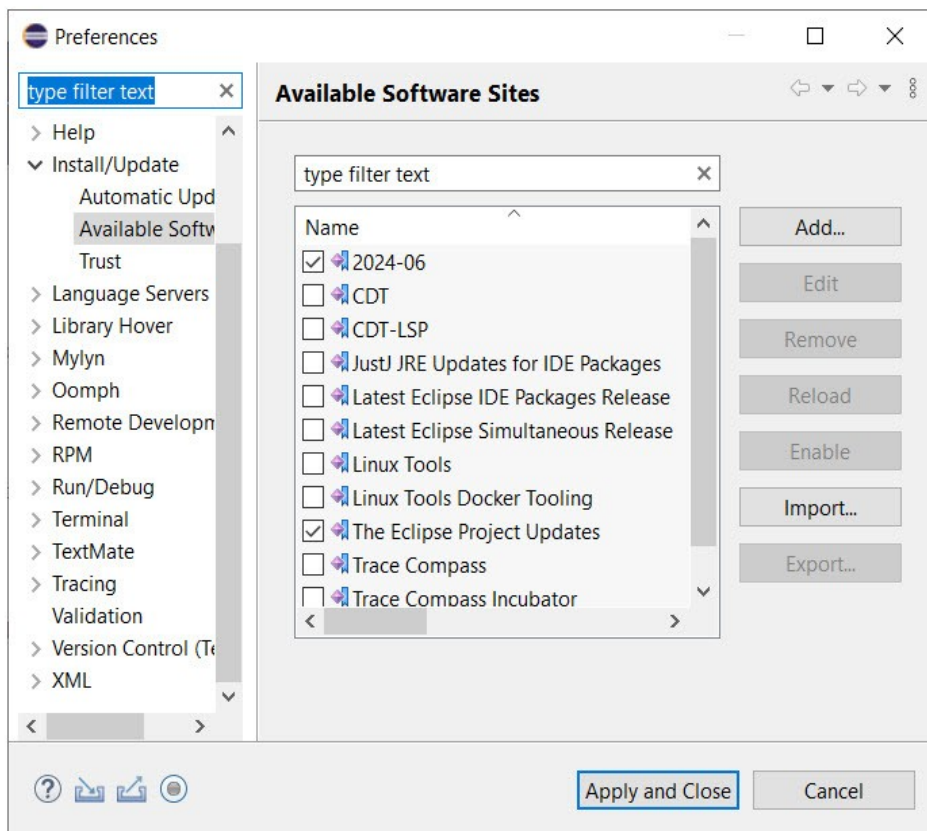 Preferences
type filter text
Help
Install/Update
Automatic Upd
Available Softw
Trust
Language Servers
Library Hover
Mylyn
Oomph
Remote Developm
RPM
Run/Debug
Terminal
TextMate
Tracing
Validation
Version Control (Te
XML
Available Software Sites
type filter text
Name
2024-06
CDT
CDT-LSP
JustJ JRE Updates for IDE Packages
Latest Eclipse IDE Packages Release
Latest Eclipse Simultaneous Release
Linux Tools
Linux Tools Docker Tooling
The Eclipse Project Updates
Trace Compass
Trace Compass Incubator
Add...
Edit
Remove
Reload
Enable
Import...
Export...
Apply and Close
Cancel